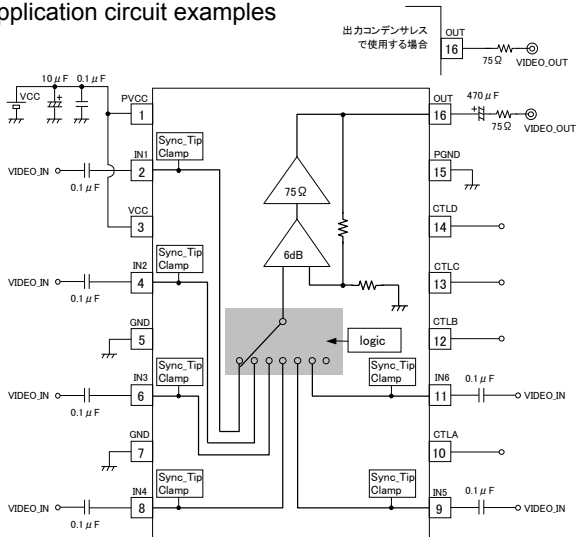 pplication circuit examples
出力コンデンサレス
で使用する場合
OUT
16
75Ω
VIDEO_OUT
10μF 0.1μF
VCC
PVCC
1
OUT
16
470μF
+
75Ω
VIDEO_OUT
Sync_Tip
Clamp
IN1
2
VIDEO_IN
0.1μF
PGND
15
75Ω
VCC
3
CTLD
14
6dB
Sync_Tip
Clamp
IN2
4
VIDEO_IN
0.1μF
CTLC
13
GND
5
logic
CTLB
12
Sync_Tip
Clamp
IN3
6
VIDEO_IN
0.1μF
Sync_Tip
Clamp
IN6
11
0.1μF
VIDEO_IN
GND
7
CTLA
10
Sync_Tip
Clamp
IN4
8
VIDEO_IN
0.1μF
Sync_Tip
Clamp
IN5
9
0.1μF
VIDEO_IN